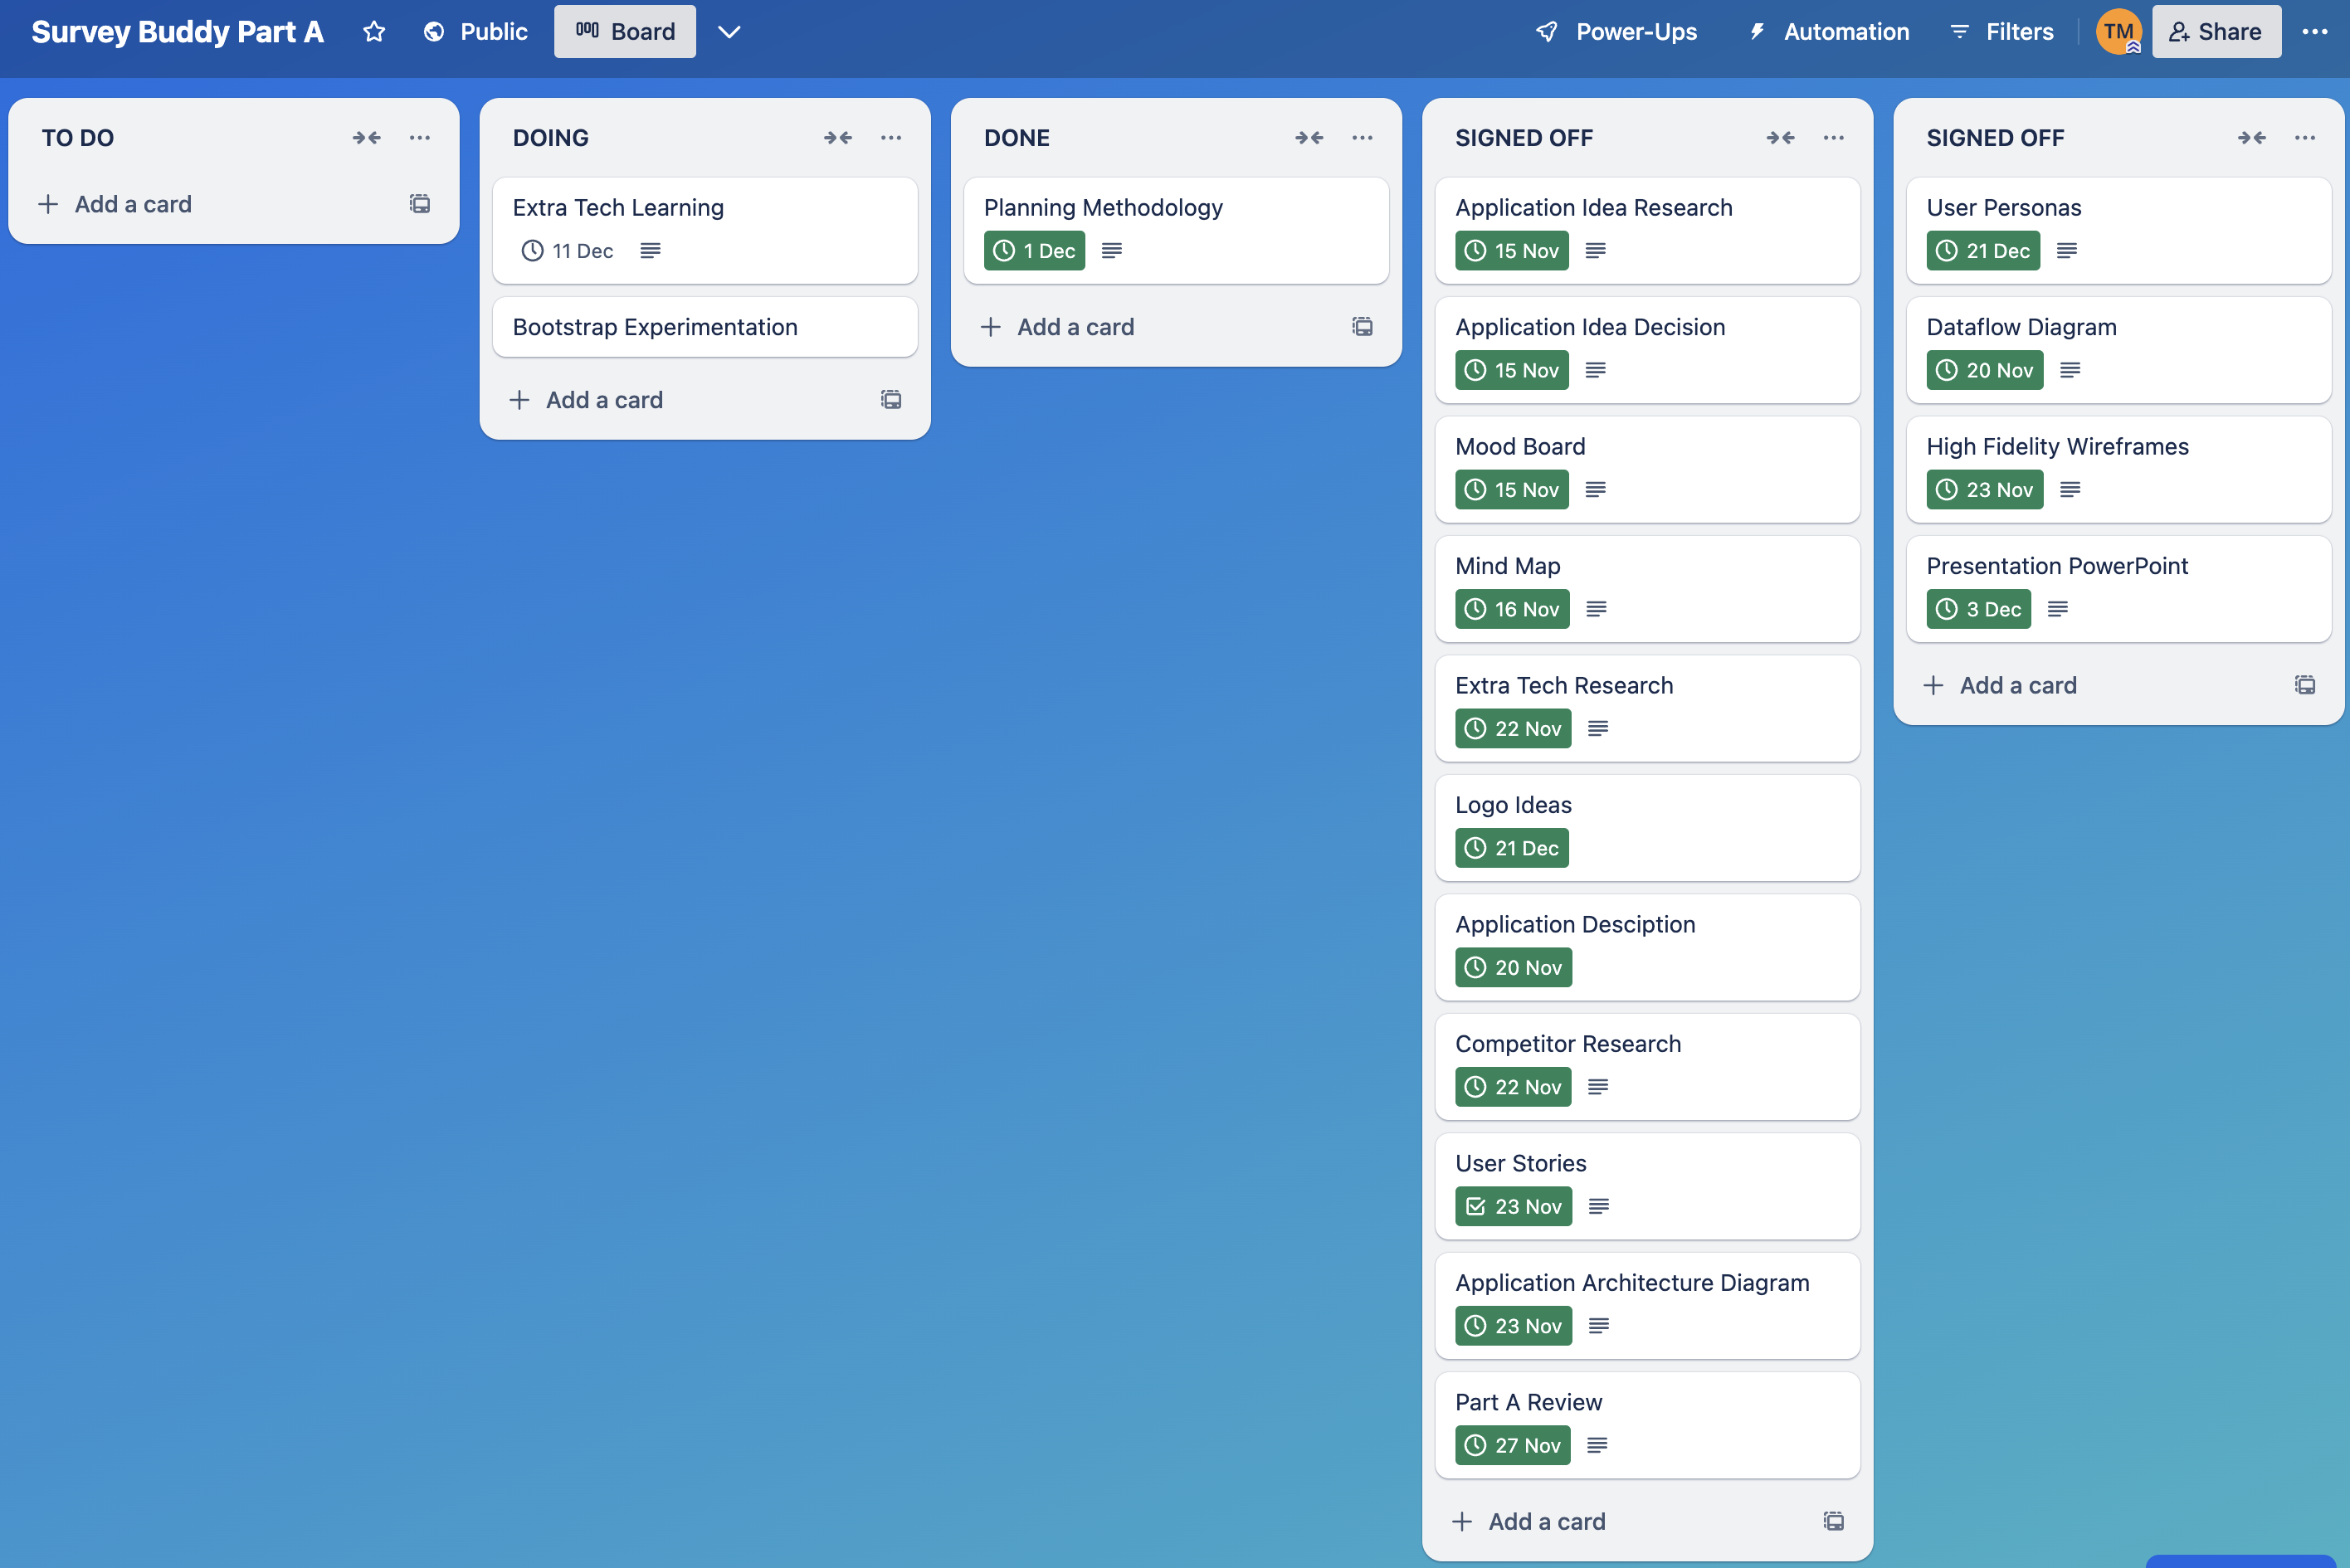 Survey Buddy Part A
Public
Board
Power-Ups
Automation
Filters
TM
Share
TO DO
Add a card
DOING
Extra Tech Learning
11 Dec
Bootstrap Experimentation
Add a card
DONE
Planning Methodology
1 Dec
Add a card
SIGNED OFF
Application Idea Research
15 Nov
Application Idea Decision
15 Nov
Mood Board
15 Nov
Mind Map
16 Nov
Extra Tech Research
22 Nov
Logo Ideas
21 Dec
Application Desciption
20 Nov
Competitor Research
22 Nov
User Stories
23 Nov
Application Architecture Diagram
23 Nov
Part A Review
27 Nov
Add a card
SIGNED OFF
User Personas
21 Dec
Dataflow Diagram
20 Nov
High Fidelity Wireframes
23 Nov
Presentation PowerPoint
3 Dec
Add a card